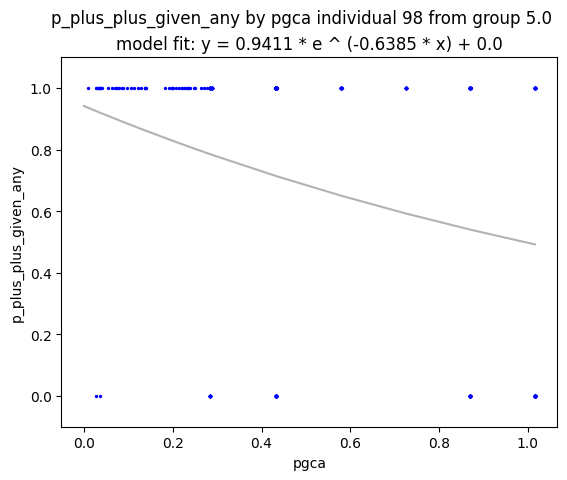 p_plus_plus_given_any by pgca individual 98 from group 5.0
model fit: y = 0.9411 * e ^ (-0.6385 * x) + 0.0
1.0
0.8
0.6
0.4
0.2
0.0
p_plus_plus_given_any
0.0 0.2 0.4 0.6 0.8 1.0
pgca